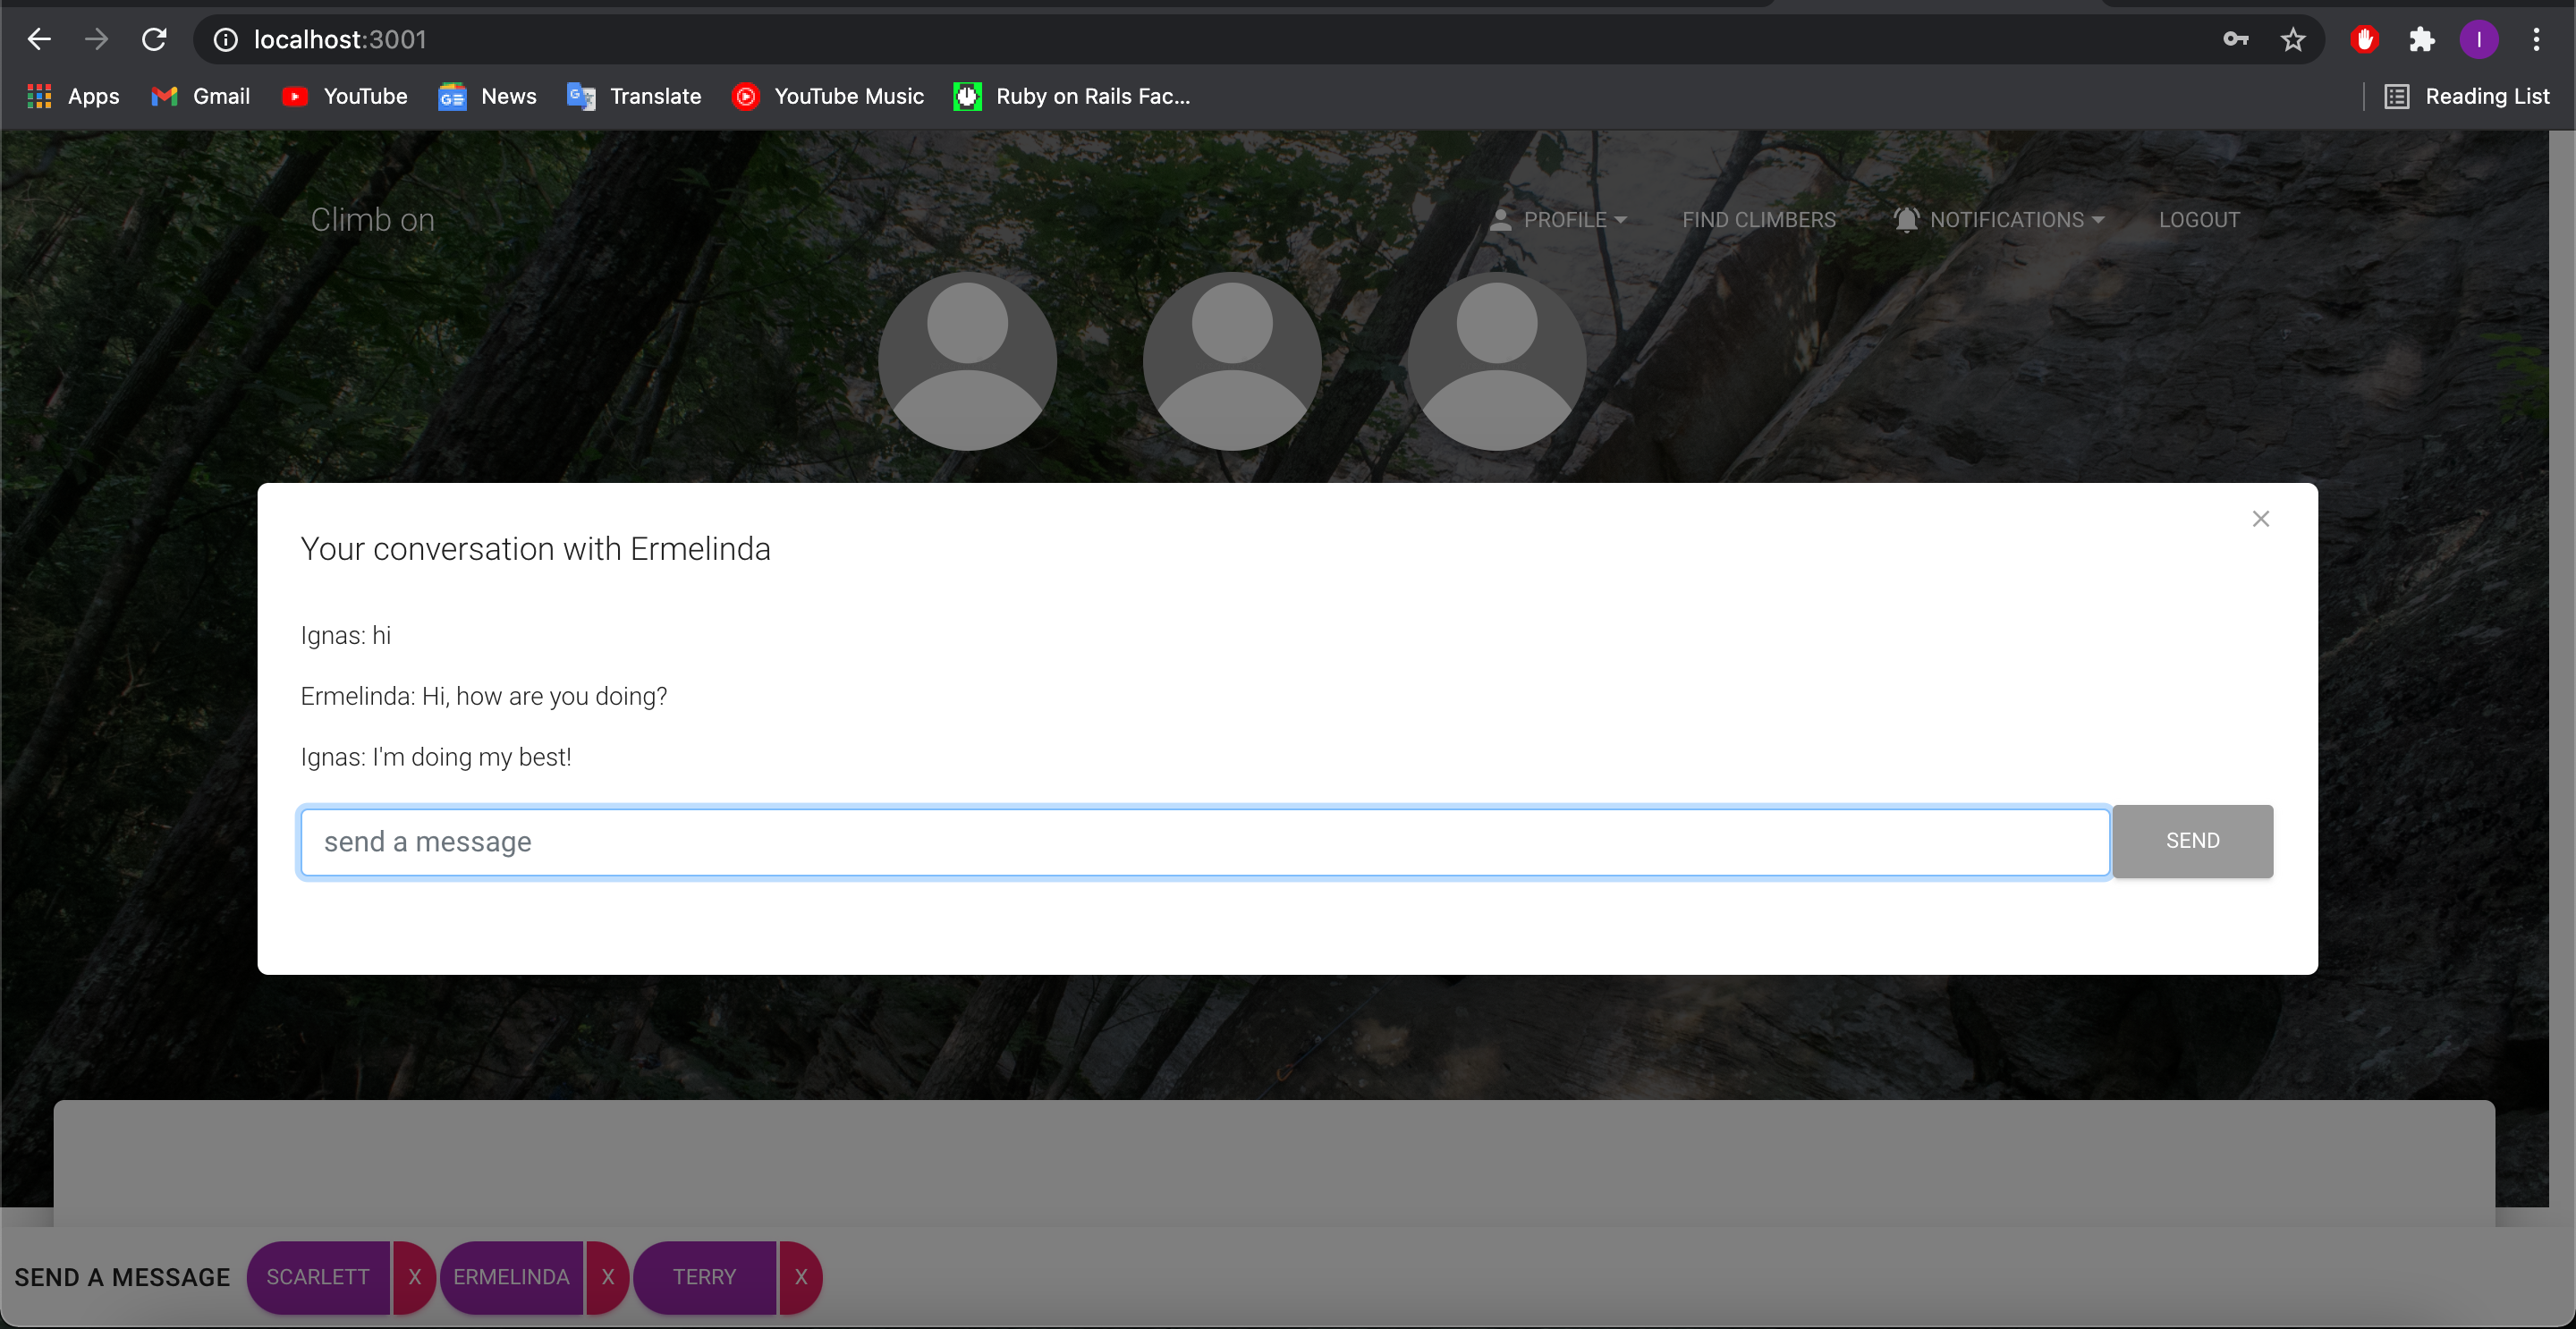 localhost:3001
Apps Gmail YouTube News Translate YouTube Music Ruby on Rails Fac... Reading List
Climb on PROFILE FIND CLIMBERS NOTIFICATIONS LOGOUT
Your conversation with Ermelinda
Ignas: hi
Ermelinda: Hi, how are you doing?
Ignas: I'm doing my best!
send a message SEND
SEND A MESSAGE SCARLETT X ERMELINDA X TERRY X